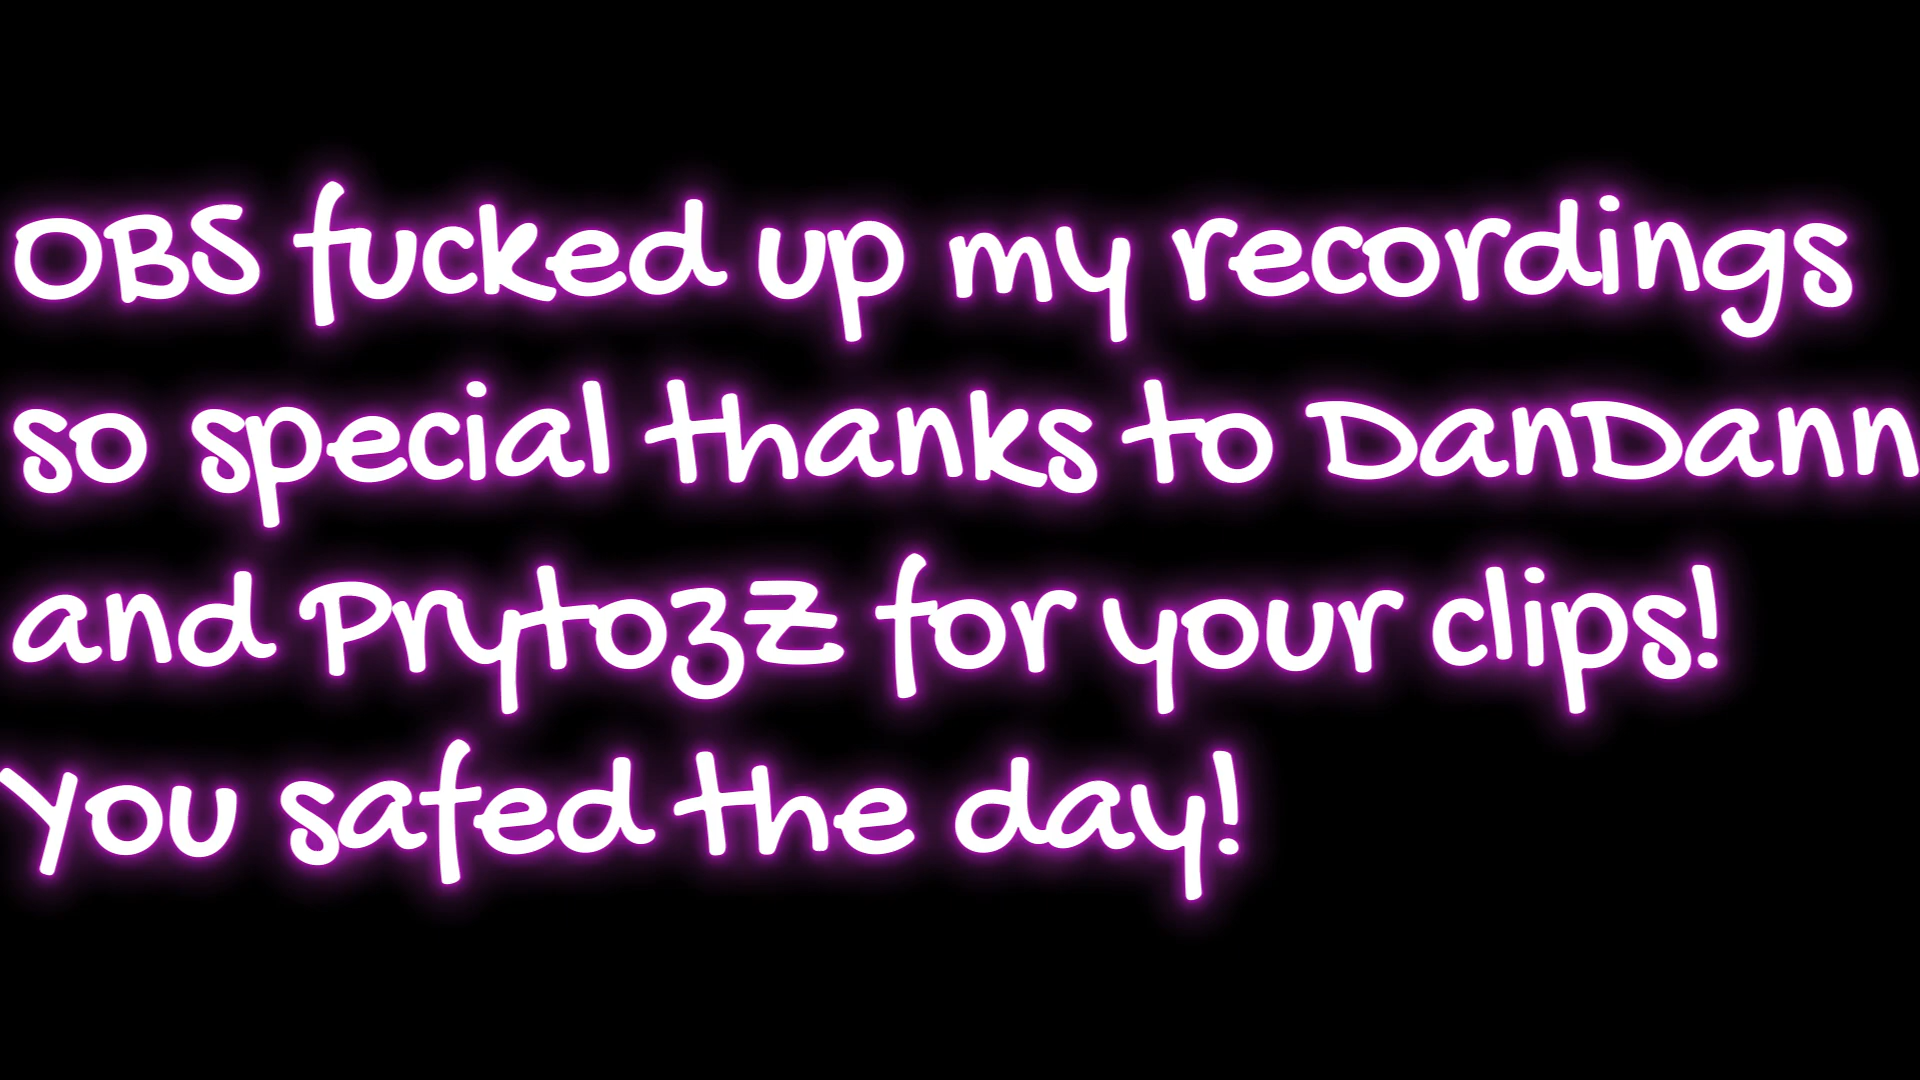 OBS fucked up my recordings
so special thanks to DanDann
and Pryto3Z for your clips!
You safed the day!